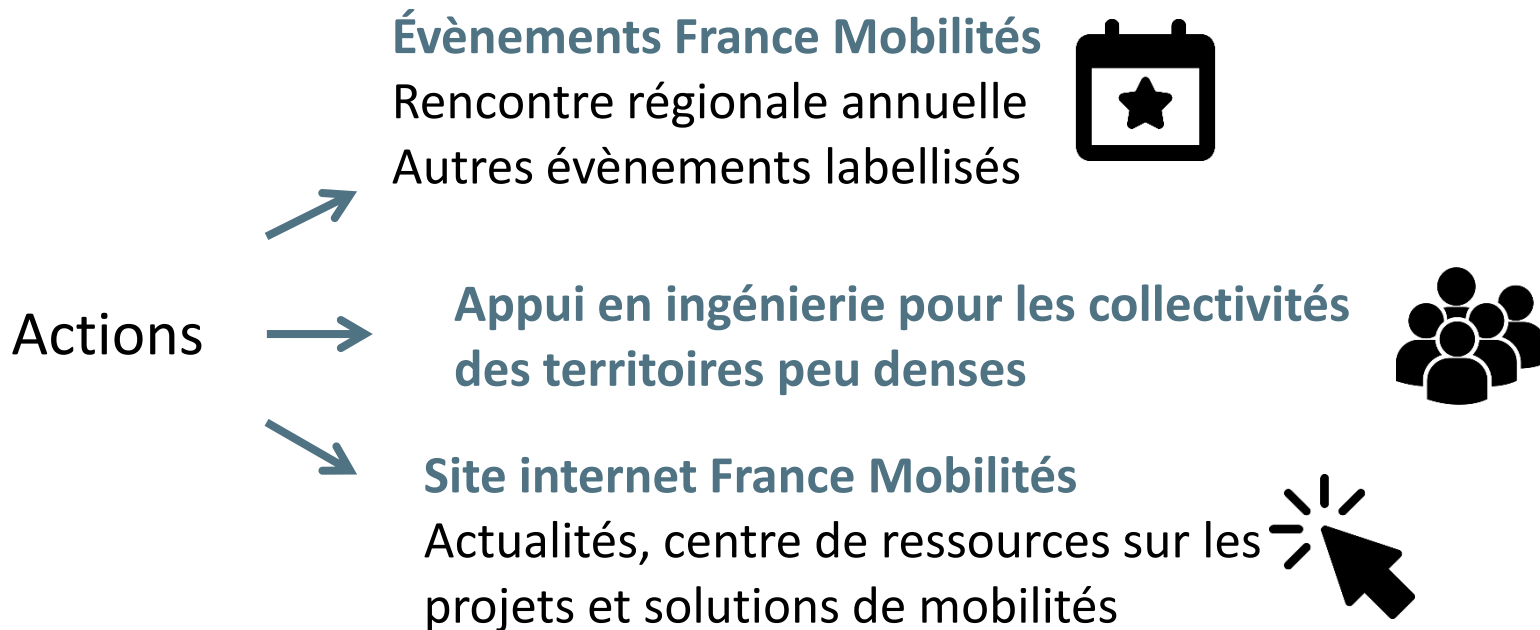 Évènements France Mobilités
Rencontre régionale annuelle
Autres évènements labellisés
Actions
Appui en ingénierie pour les collectivités
des territoires peu denses
Site internet France Mobilités
Actualités, centre de ressources sur les
projets et solutions de mobilités